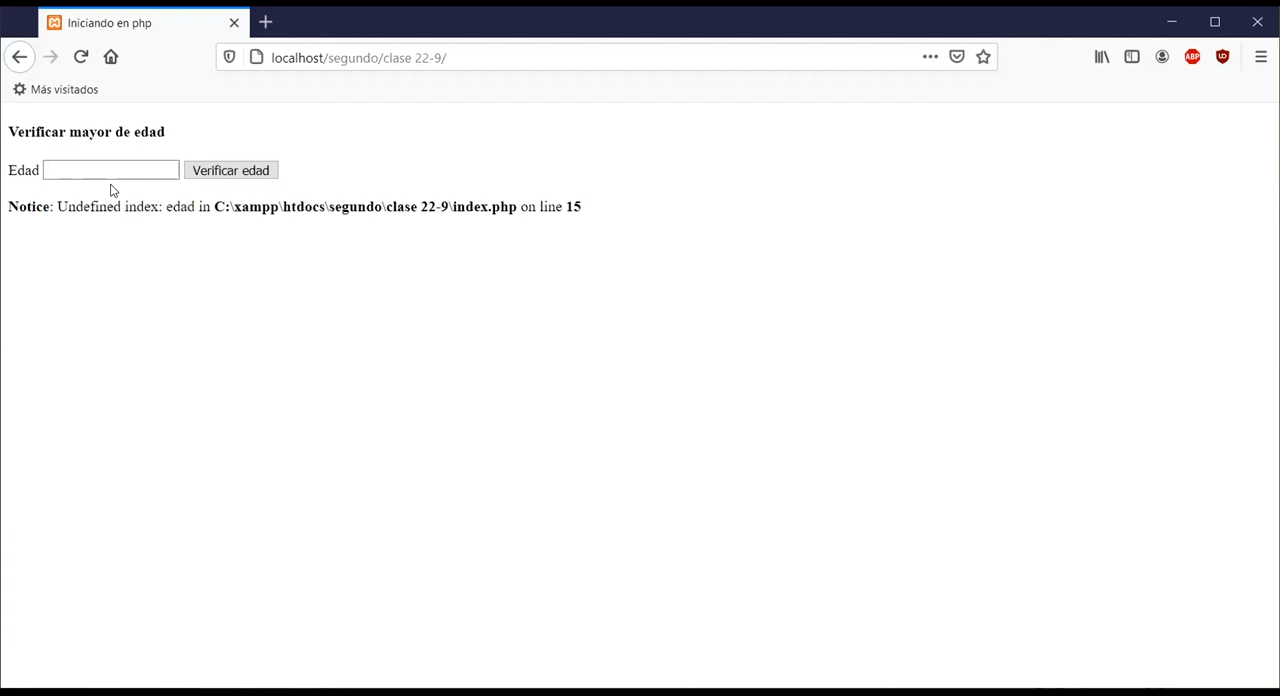 Iniciando en php
localhost/segundo/clase 22-9/
ABP
Más visitados
Verificar mayor de edad
Edad Verificar edad
Notice: Undefined index: edad in C:\xampp\htdocs\segundo\clase 22-9\index.php on line 15